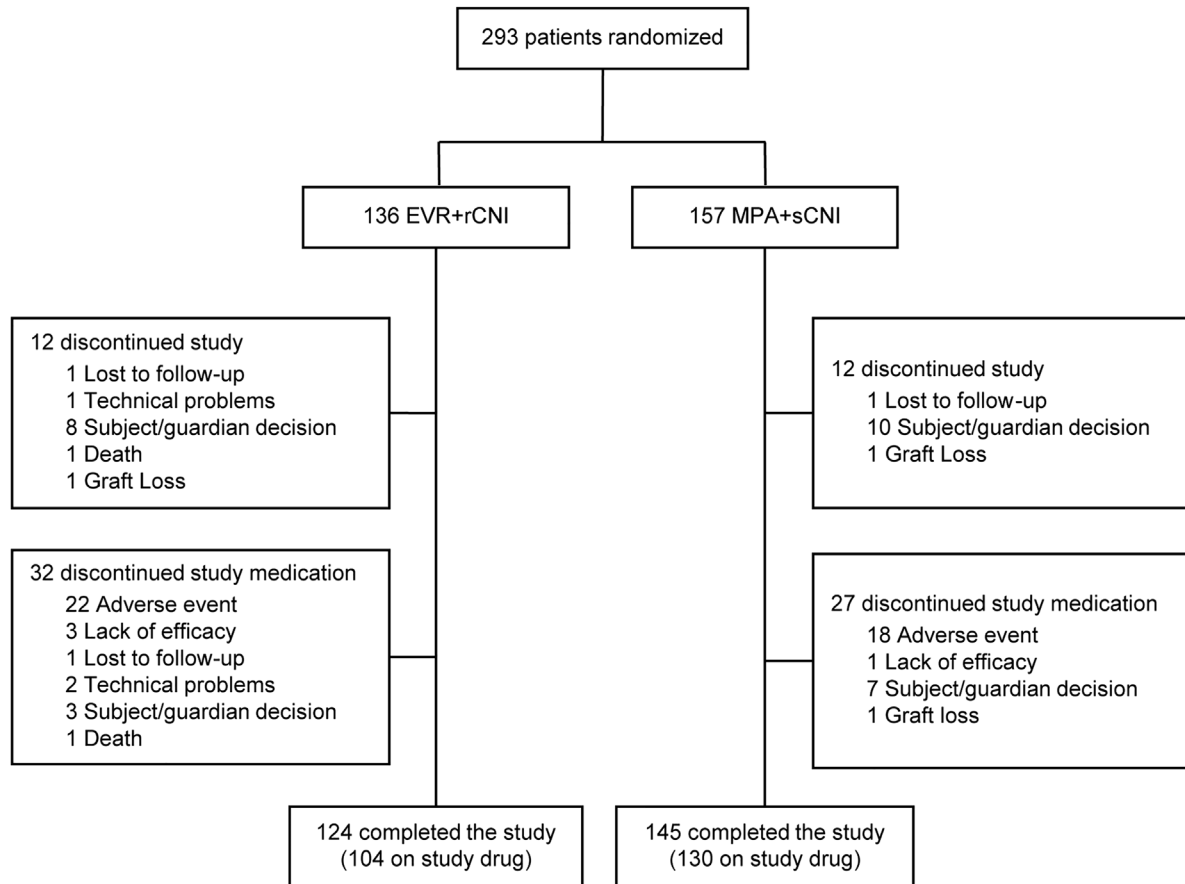 293 patients randomized
136 EVR+rCNI
157 MPA+sCNI
12 discontinued study
1 Lost to follow-up
1 Technical problems
8 Subject/guardian decision
1 Death
1 Graft Loss
12 discontinued study
1 Lost to follow-up
10 Subject/guardian decision
1 Graft Loss
32 discontinued study medication
22 Adverse event
3 Lack of efficacy
1 Lost to follow-up
2 Technical problems
3 Subject/guardian decision
1 Death
27 discontinued study medication
18 Adverse event
1 Lack of efficacy
7 Subject/guardian decision
1 Graft loss
124 completed the study
(104 on study drug)
145 completed the study
(130 on study drug)